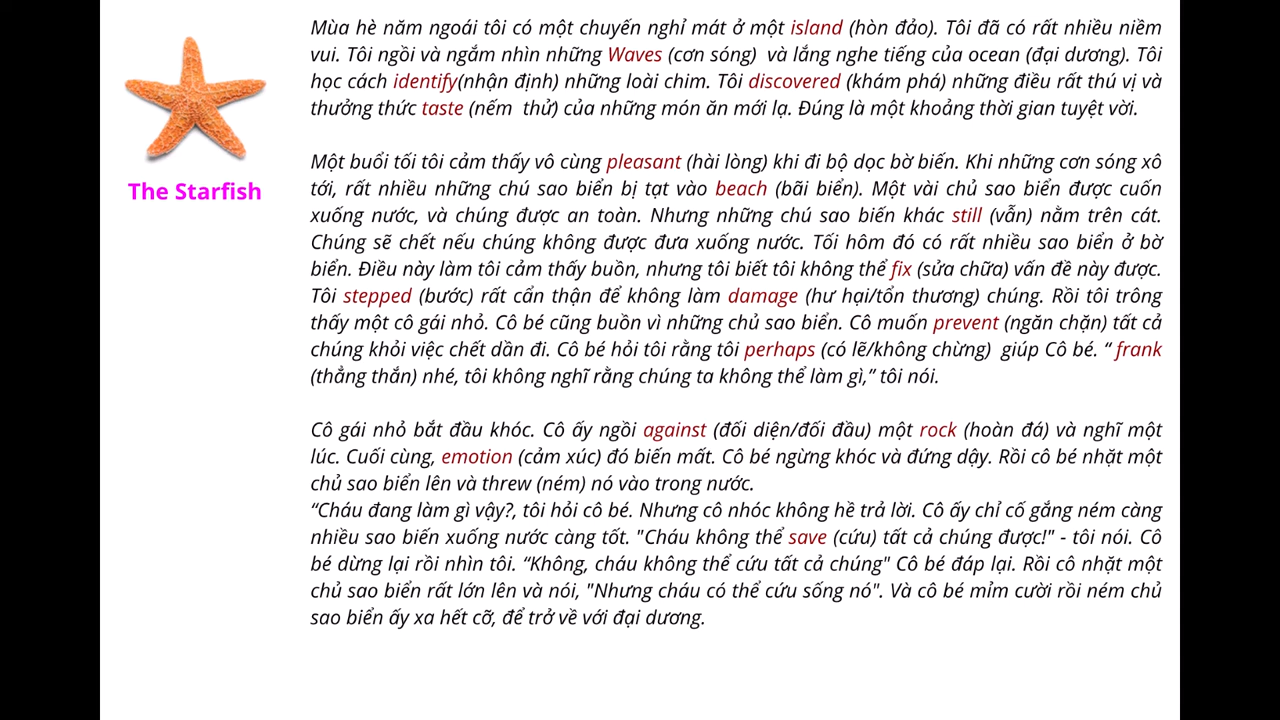 The Starfish
Mùa hè năm ngoái tôi có một chuyến nghỉ mát ở một island (hòn đảo). Tôi đã có rất nhiều niềm
vui. Tôi ngồi và ngắm nhìn những Waves (cơn sóng) và lắng nghe tiếng của ocean (đại dương). Tôi
học cách identify(nhận định) những loài chim. Tôi discovered (khám phá) những điều rất thú vị và
thưởng thức taste (nếm thử) của những món ăn mới lạ. Đúng là một khoảng thời gian tuyệt vời.
Một buổi tối tôi cảm thấy vô cùng pleasant (hài lòng) khi đi bộ dọc bờ biển. Khi những cơn sóng xô
tới, rất nhiều những chú sao biển bị tạt vào beach (bãi biển). Một vài chủ sao biển được cuốn
xuống nước, và chúng được an toàn. Nhưng những chú sao biến khác still (vẫn) nằm trên cát.
Chúng sẽ chết nếu chúng không được đưa xuống nước. Tối hôm đó có rất nhiều sao biển ở bờ
biển. Điều này làm tôi cảm thấy buồn, nhưng tôi biết tôi không thể fix (sửa chữa) vấn đề này được.
Tôi stepped (bước) rất cẩn thận để không làm damage (hư hại/tổn thương) chúng. Rồi tôi trông
thấy một cô gái nhỏ. Cô bé cũng buồn vì những chủ sao biển. Cô muốn prevent (ngăn chặn) tất cả
chúng khỏi việc chết dần đi. Cô bé hỏi tôi rằng tôi perhaps (có lẽ/không chừng) giúp Cô bé. “ frank
(thẳng thắn) nhé, tôi không nghĩ rằng chúng ta không thể làm gì,” tôi nói.
Cô gái nhỏ bắt đầu khóc. Cô ấy ngồi against (đối diện/đối đầu) một rock (hoàn đá) và nghĩ một
lúc. Cuối cùng, emotion (cảm xúc) đó biến mất. Cô bé ngừng khóc và đứng dậy. Rồi cô bé nhặt một
chủ sao biển lên và threw (ném) nó vào trong nước.
“Cháu đang làm gì vậy?, tôi hỏi cô bé. Nhưng cô nhóc không hề trả lời. Cô ấy chỉ cố gắng ném càng
nhiều sao biến xuống nước càng tốt. "Cháu không thể save (cứu) tất cả chúng được!" - tôi nói. Cô
bé dừng lại rồi nhìn tôi. “Không, cháu không thể cứu tất cả chúng" Cô bé đáp lại. Rồi cô nhặt một
chủ sao biển rất lớn lên và nói, "Nhưng cháu có thể cứu sống nó". Và cô bé mỉm cười rồi ném chủ
sao biển ấy xa hết cỡ, để trở về với đại dương.